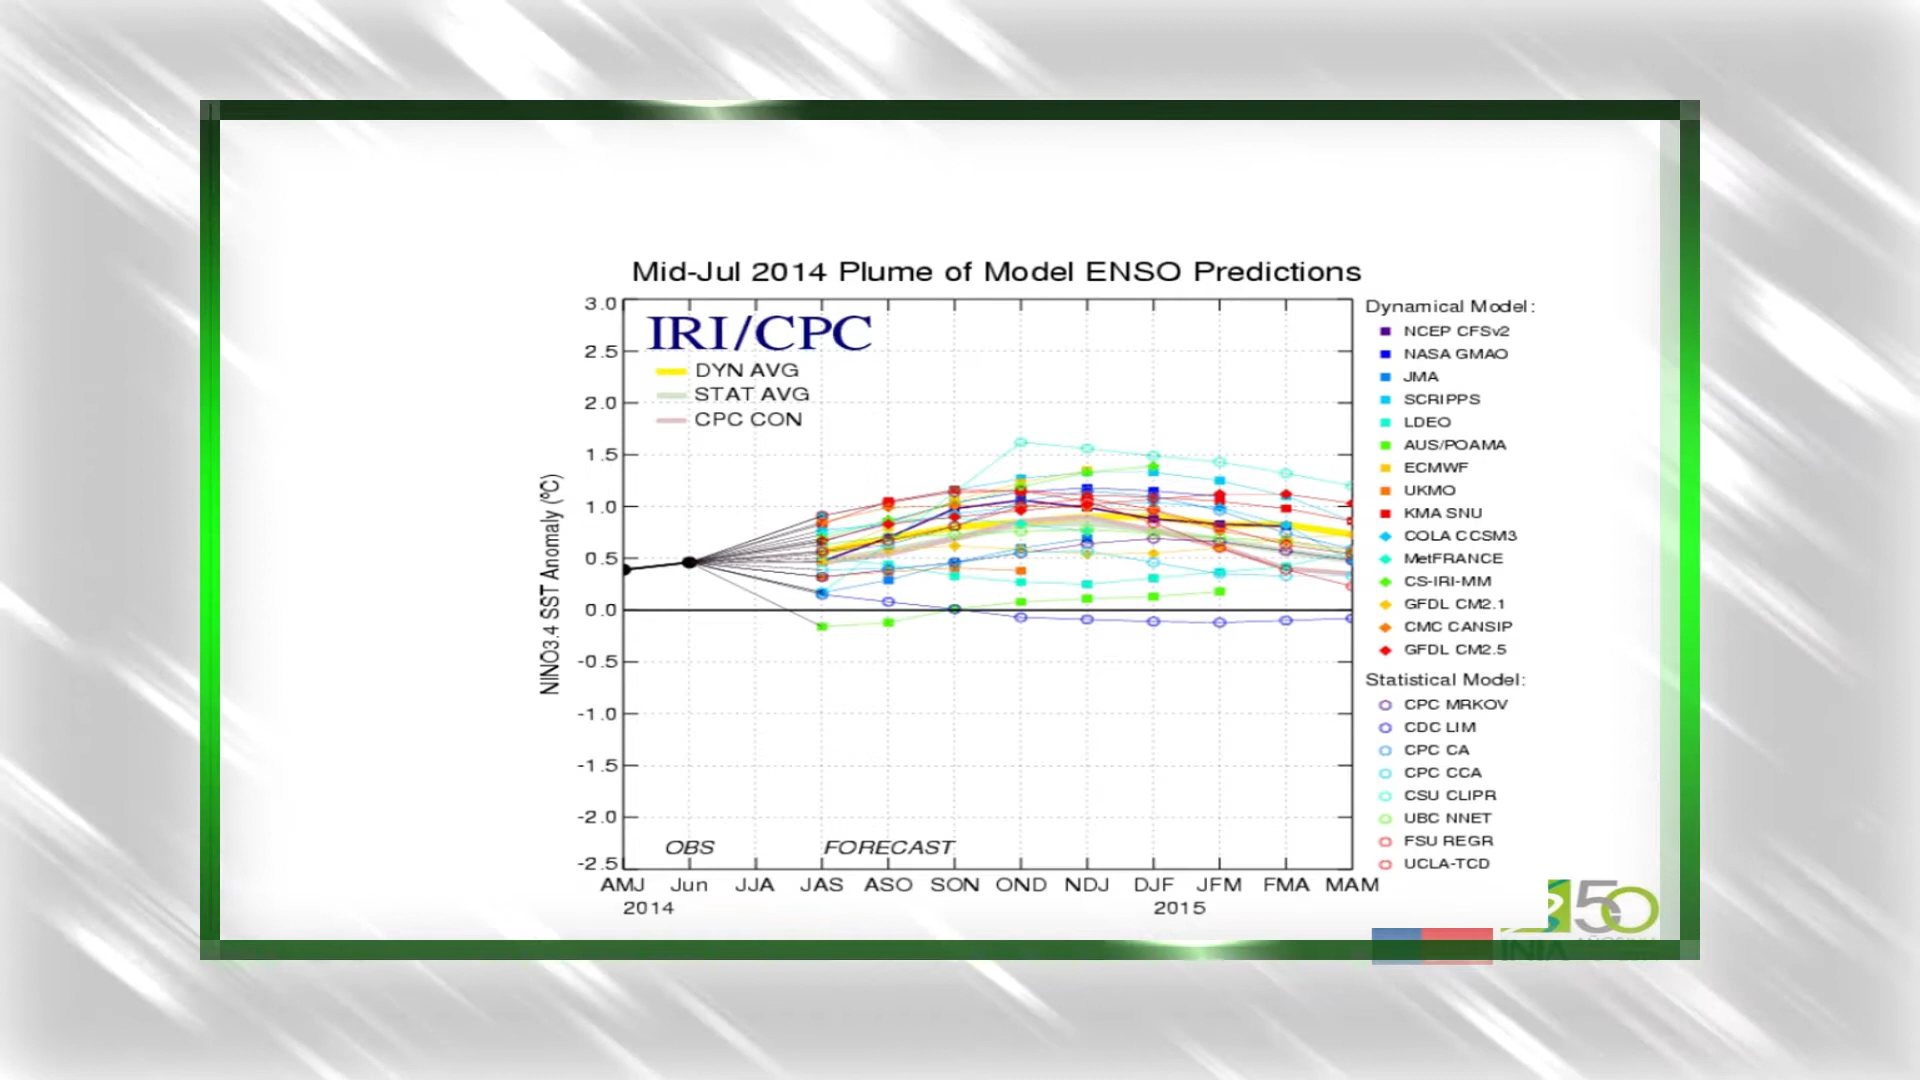 Mid-Jul 2014 Plume of Model ENSO Predictions
IRI/CPC
DYN AVG
STAT AVG
CPC CON
NINO3.4 SST Anomaly (ºC)
3.0
2.5
2.0
1.5
1.0
0.5
0.0
-0.5
-1.0
-1.5
-2.0
-2.5
OBS FORECAST
AMJ Jun JJA JAS ASO SON OND NDJ DJF JFM FMA MAM
2014 2015
Dynamical Model:
NCEP CFSv2
NASA GMAO
JMA
SCRIPPS
LDEO
AUS/POAMA
ECMWF
UKMO
KMA SNU
COLA CCSM3
MetFRANCE
CS-IRI-MM
GFDL CM2.1
CMC CANSIP
GFDL CM2.5
Statistical Model:
CPC MRKOV
CDC LIM
CPC CA
CPC CCA
CSU CLIPR
UBC NNET
FSU REGR
UCLA-TCD
50
INIA